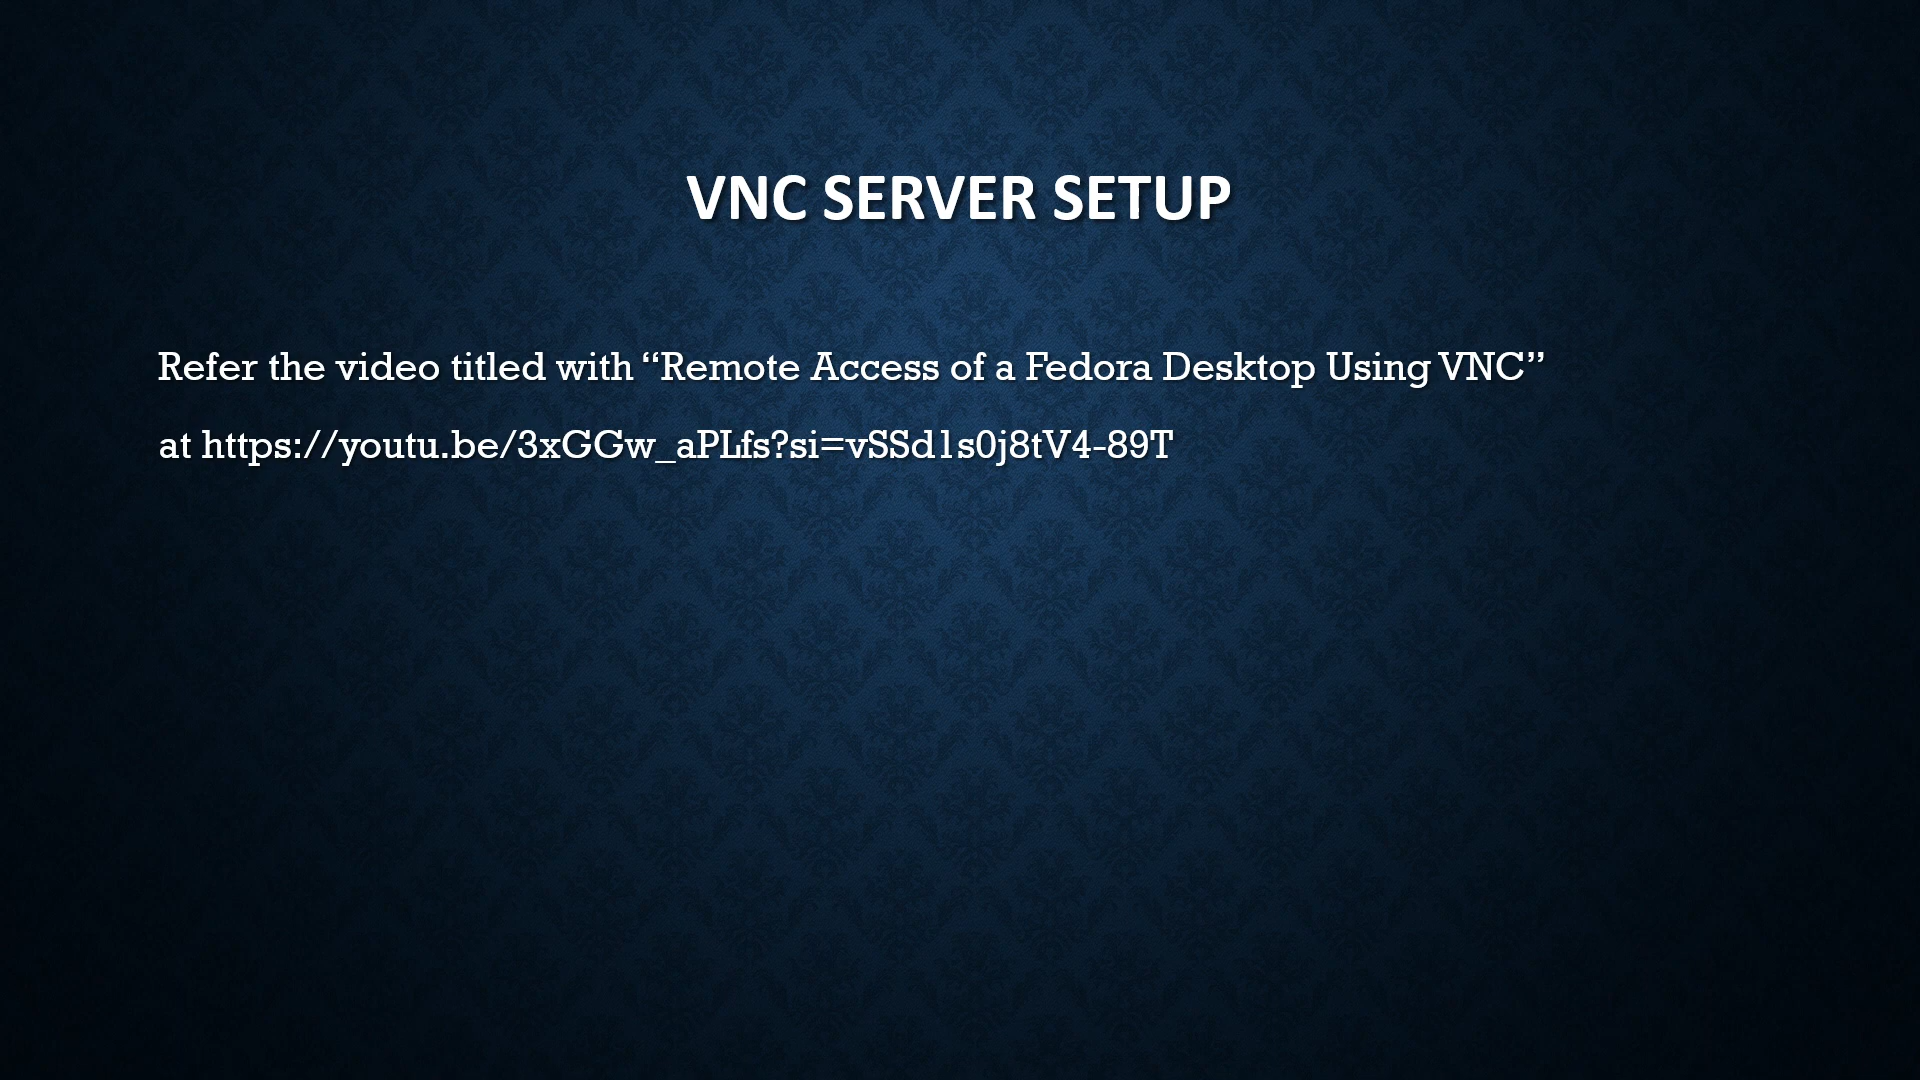 VNC SERVER SETUP
Refer the video titled with “Remote Access of a Fedora Desktop Using VNC”
at https://youtu.be/3xGGw_aPLfs?si=vSSd1s0j8tV4-89T